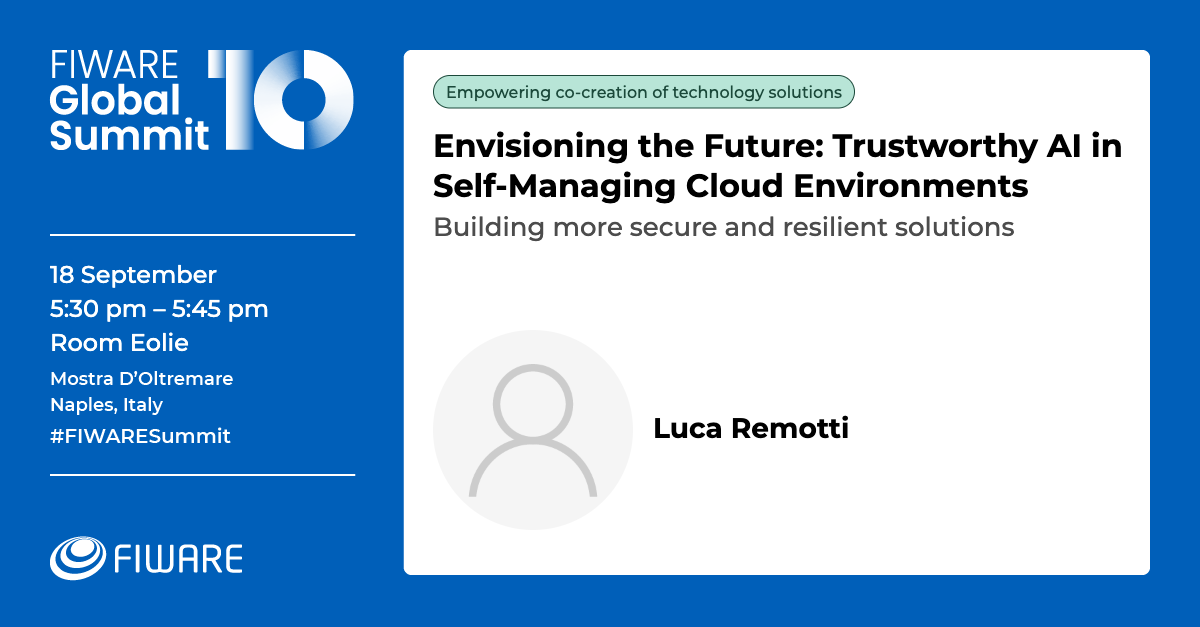 FIWARE
Global
Summit
10
18 September
5:30 pm – 5:45 pm
Room Eolie
Mostra D’Oltremare
Naples, Italy
#FIWARESummit
FIWARE
Empowering co-creation of technology solutions
Envisioning the Future: Trustworthy AI in
Self-Managing Cloud Environments
Building more secure and resilient solutions
Luca Remotti